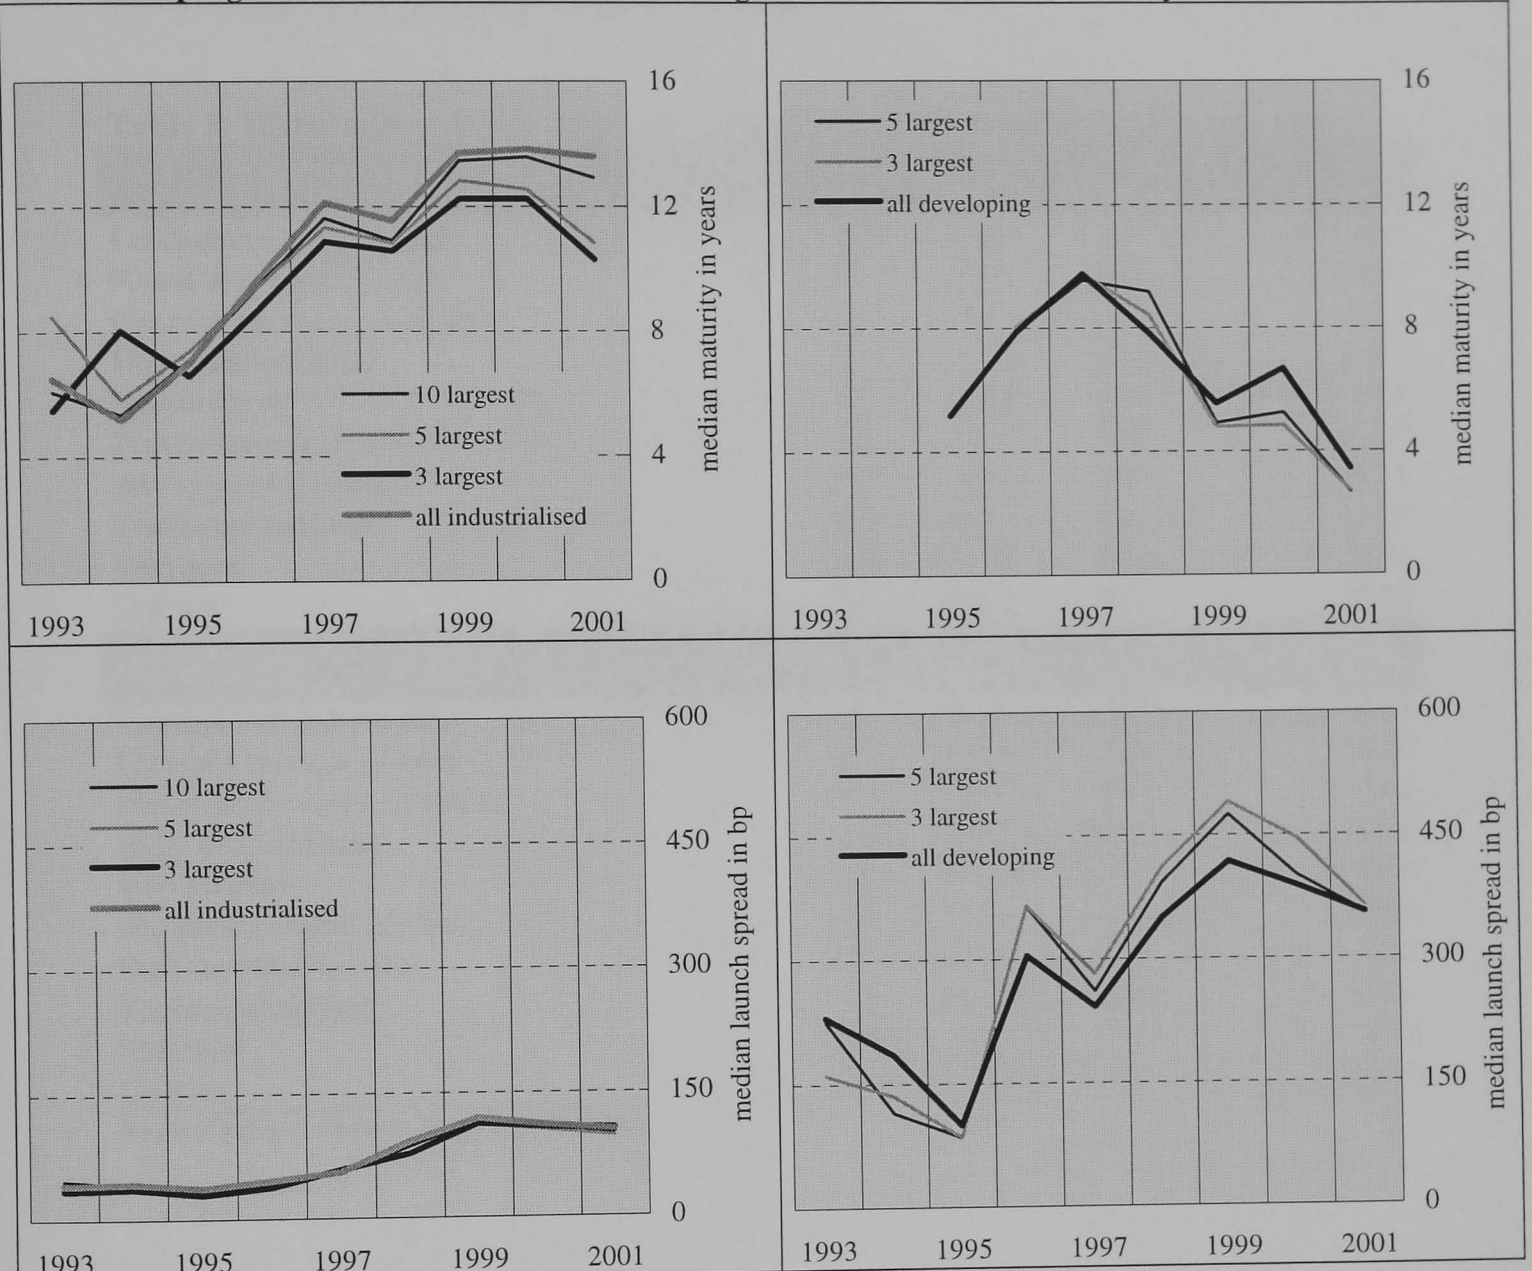 16
12
8
4
0
median maturity in years
10 largest
5 largest
3 largest
all industrialised
1993 1995 1997 1999 2001
5 largest
3 largest
all developing
16
12
8
4
0
median maturity in years
1993 1995 1997 1999 2001
10 largest
5 largest
3 largest
all industrialised
600
450
300
150
0
median launch spread in bp
1993 1995 1997 1999 2001
5 largest
3 largest
all developing
600
450
300
150
0
median launch spread in bp
1993 1995 1997 1999 2001